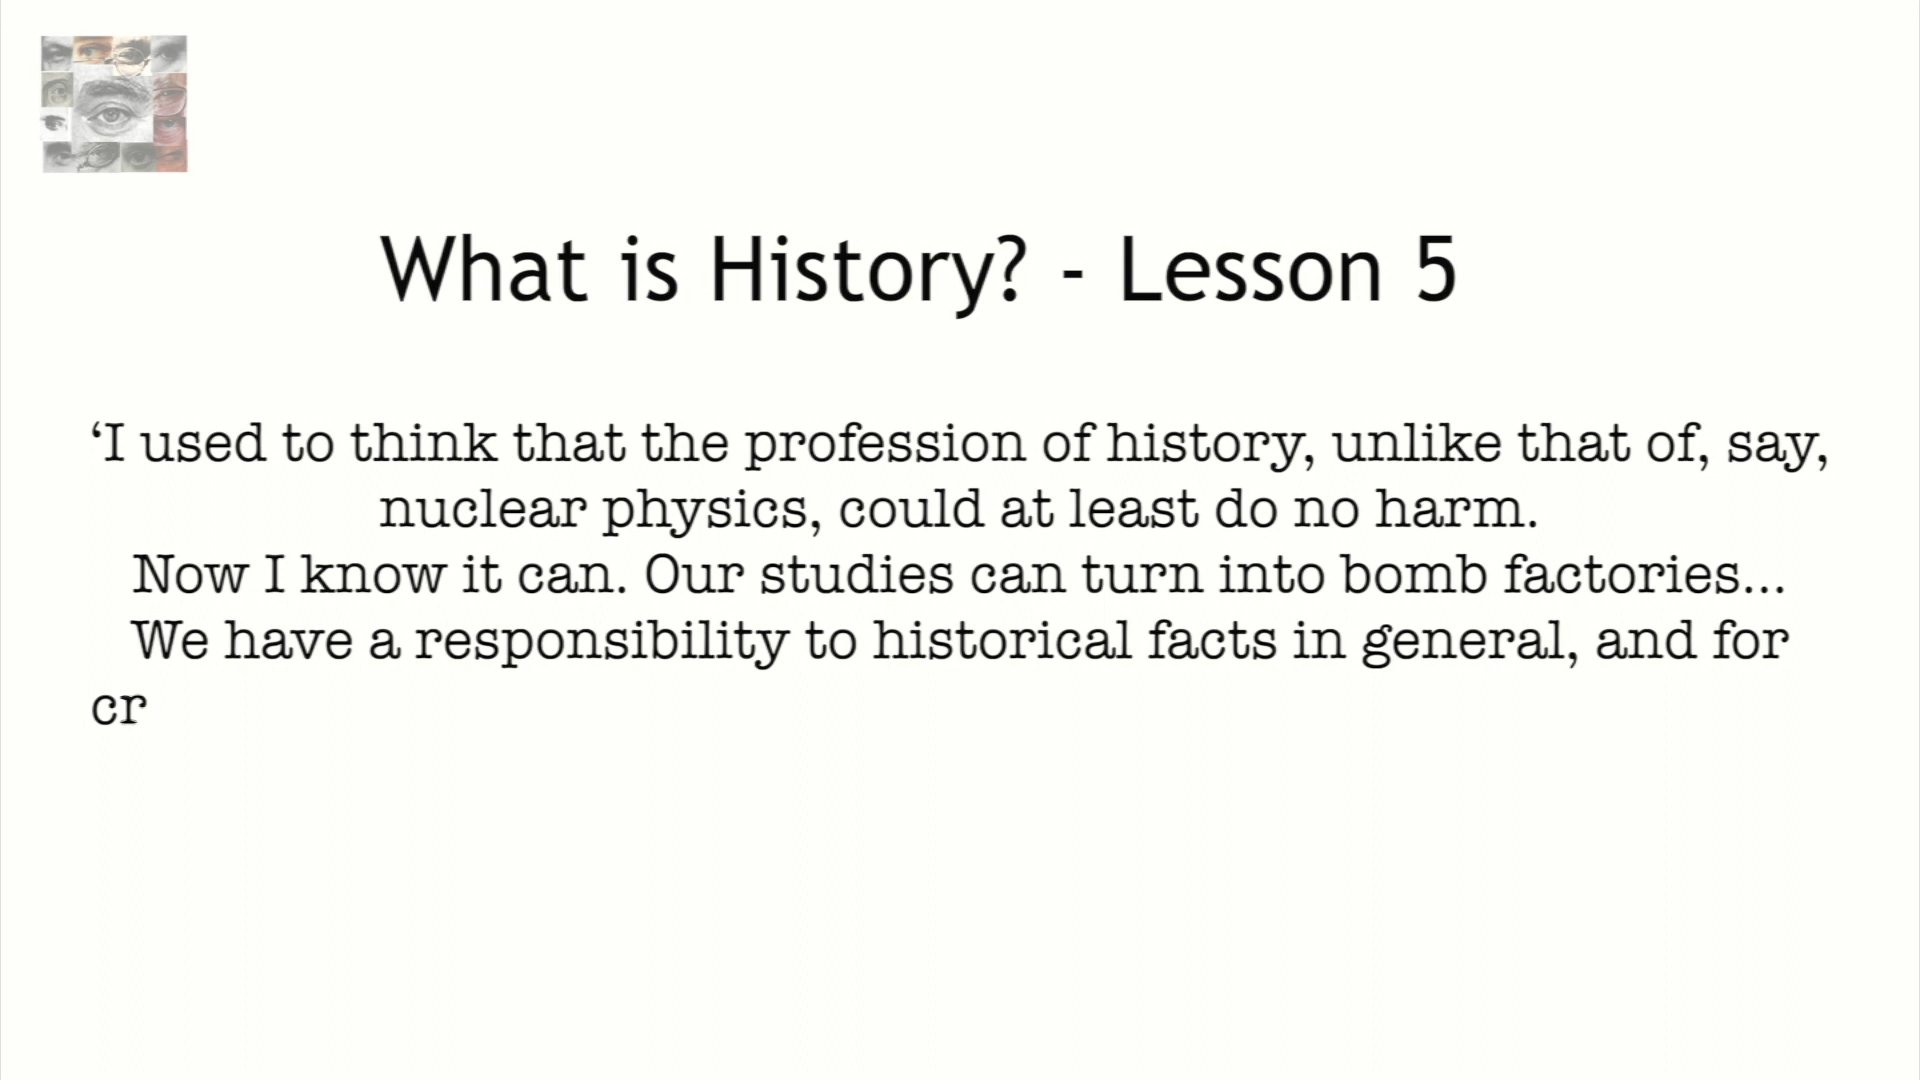 What is History? - Lesson 5
‘I used to think that the profession of history, unlike that of, say,
nuclear physics, could at least do no harm.
Now I know it can. Our studies can turn into bomb factories...
We have a responsibility to historical facts in general, and for
cr